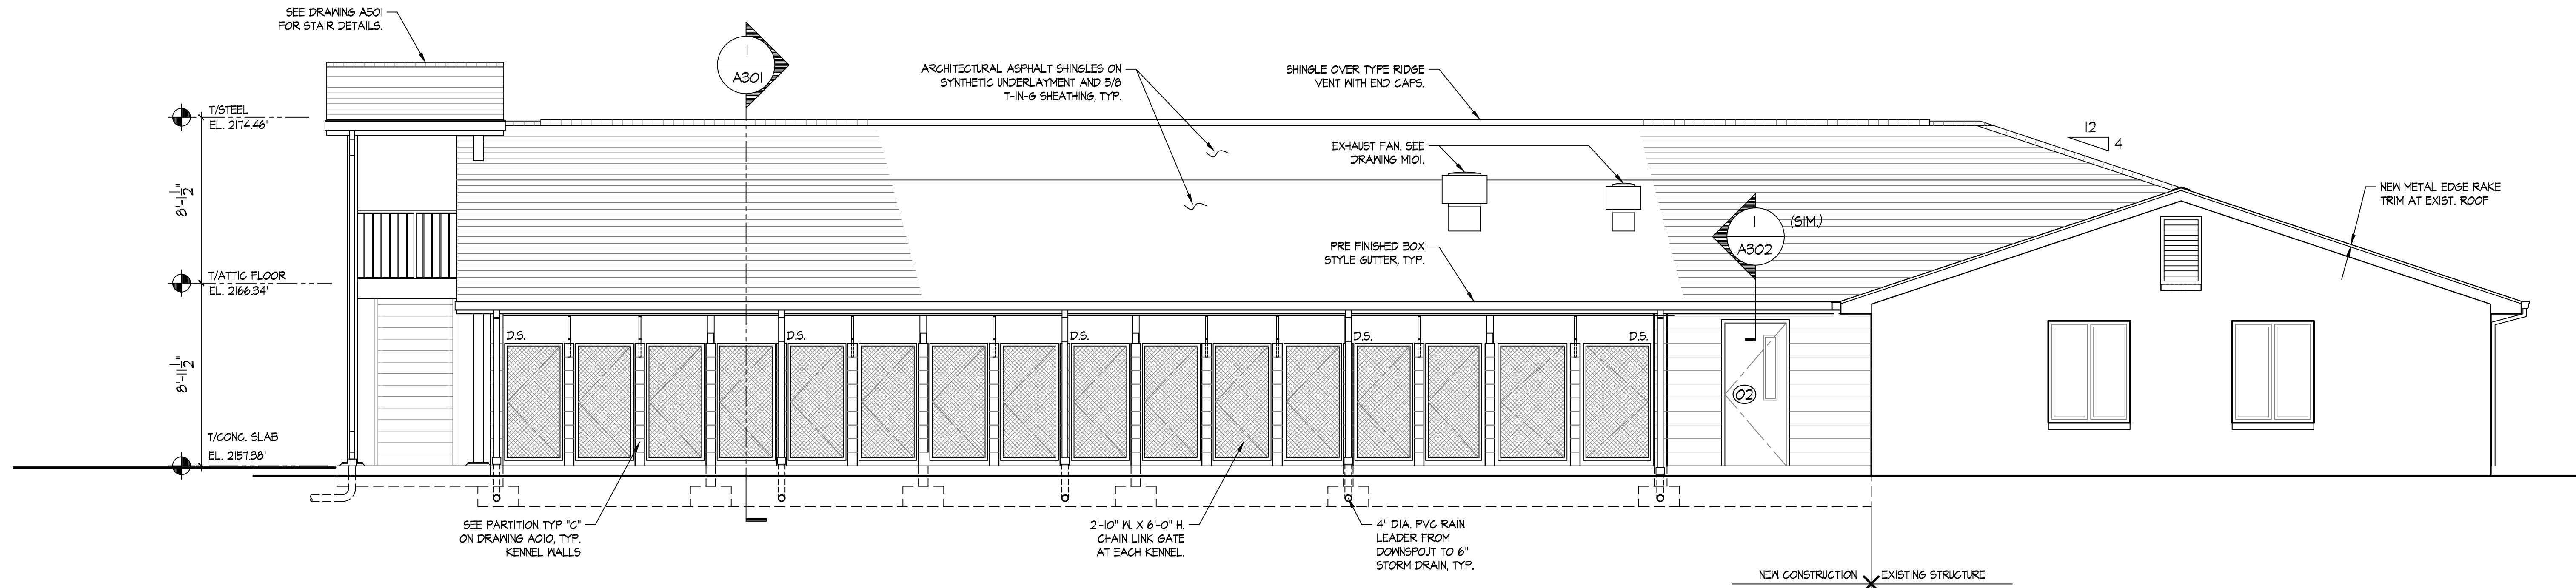 SEE DRAWING A501
FOR STAIR DETAILS.
1
A301
ARCHITECTURAL ASPHALT SHINGLES ON
SYNTHETIC UNDERLAYMENT AND 5/8
T-IN-G SHEATHING, TYP.
SHINGLE OVER TYPE RIDGE
VENT WITH END CAPS.
EXHAUST FAN. SEE
DRAWING M101.
12
4
NEW METAL EDGE RAKE
TRIM AT EXIST. ROOF
T/STEEL
EL. 2174.46'
8'-1 1/2"
T/ATTIC FLOOR
EL. 2166.34'
8'-11 1/2"
T/CONC. SLAB
EL. 2157.38'
PRE FINISHED BOX
STYLE GUTTER, TYP.
1
(SIM.)
A302
D.S.
D.S.
D.S.
D.S.
D.S.
02
SEE PARTITION TYP "C"
ON DRAWING A010, TYP.
KENNEL WALLS
2'-10" W. X 6'-0" H.
CHAIN LINK GATE
AT EACH KENNEL.
4" DIA. PVC RAIN
LEADER FROM
DOWNSPOUT TO 6"
STORM DRAIN, TYP.
NEW CONSTRUCTION
EXISTING STRUCTURE